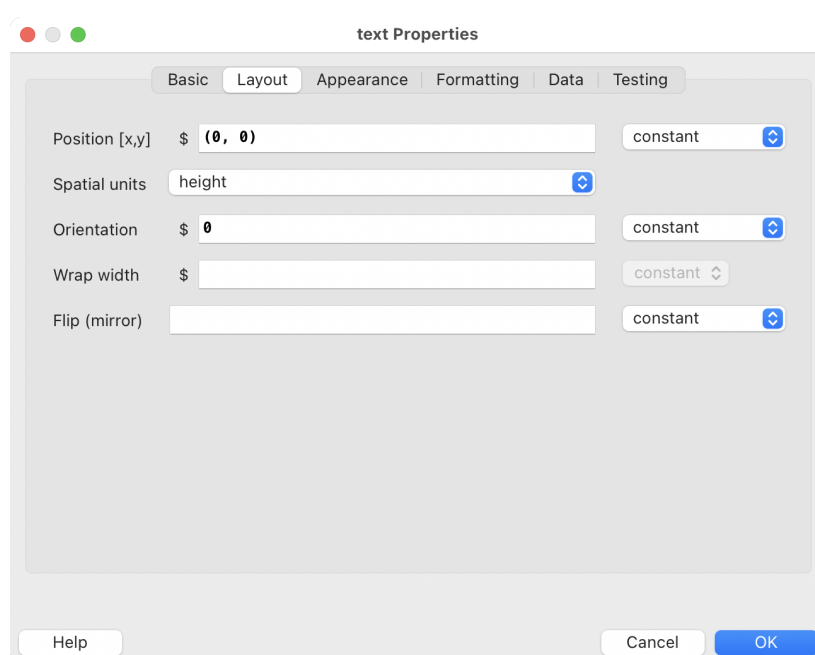 text Properties
Basic Layout Appearance Formatting Data Testing
Position [x,y] $ (0, 0) constant
Spatial units height
Orientation $ 0 constant
Wrap width $ constant
Flip (mirror) constant
Help Cancel OK